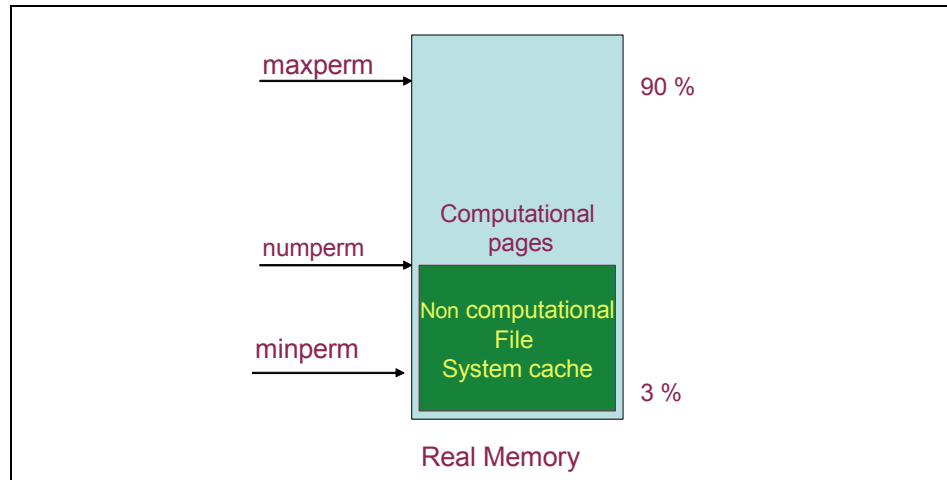 maxperm
90 %
Computational
pages
numperm
Non computational
File
System cache
minperm
3 %
Real Memory